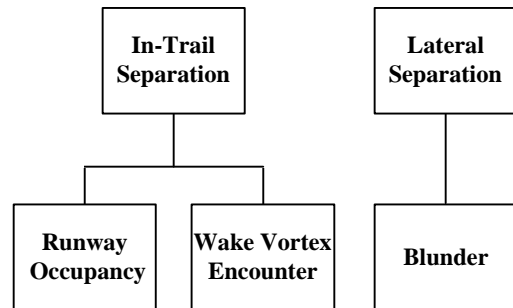 In-Trail
Separation
Lateral
Separation
Runway
Occupancy
Wake Vortex
Encounter
Blunder